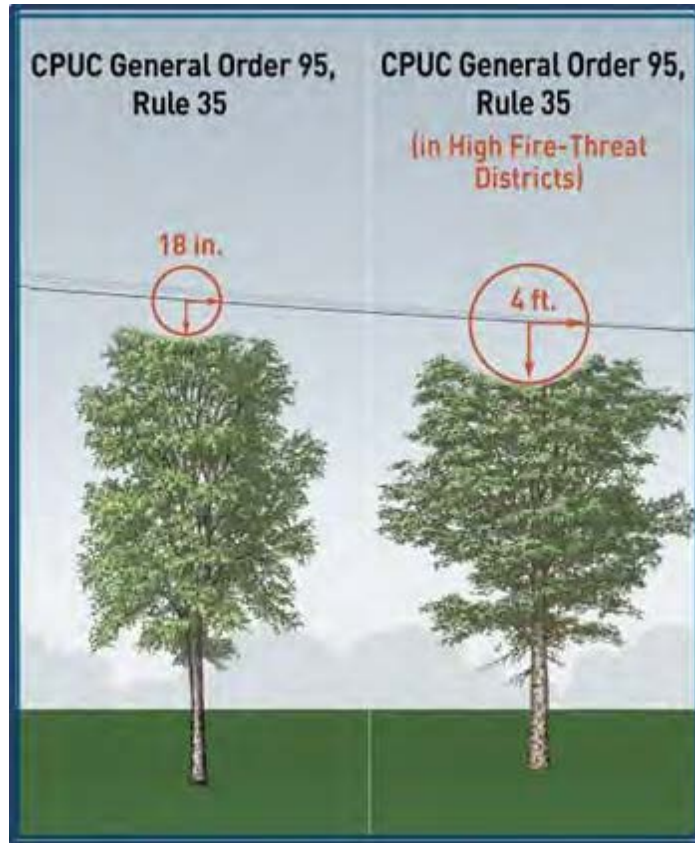 CPUC General Order 95,
Rule 35
18 in.
CPUC General Order 95,
Rule 35
(in High Fire-Threat
Districts)
4 ft.